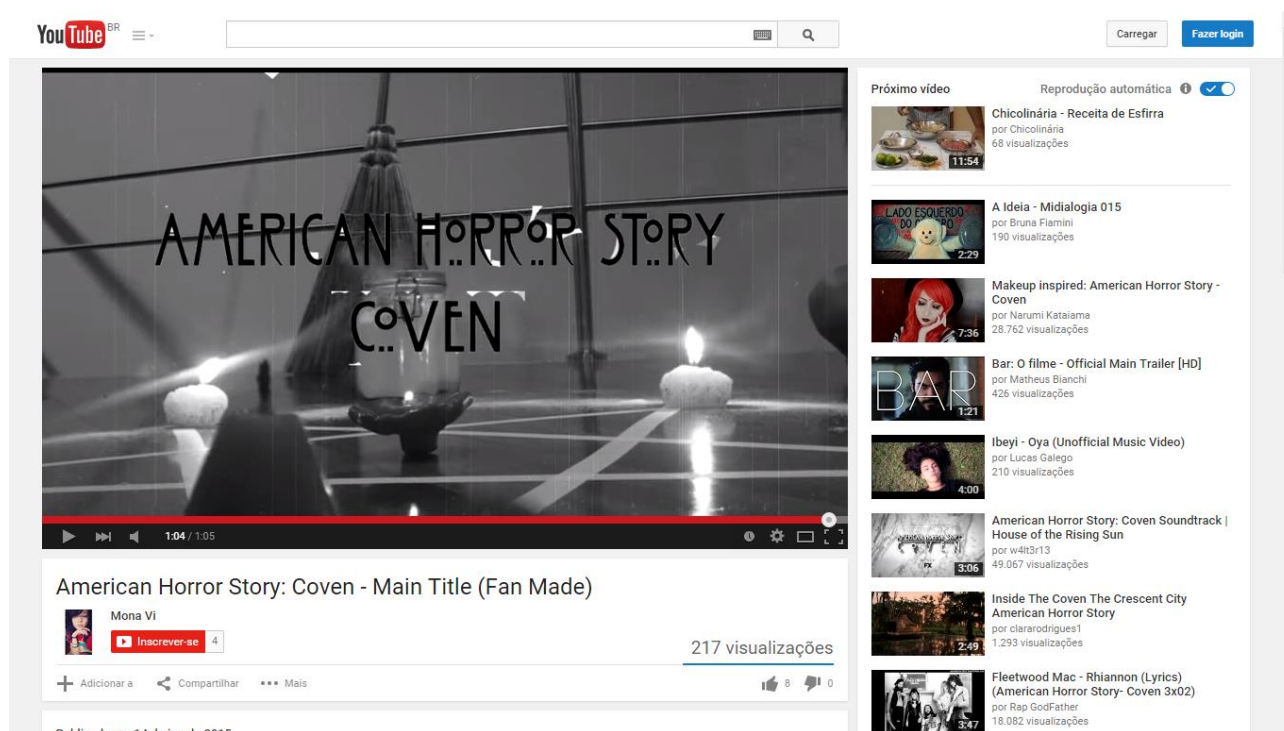 YouTube BR
Carregar
Fazer login
AMERICAN HORROR STORY
COVEN
1:04 / 1:05
American Horror Story: Coven - Main Title (Fan Made)
Mona Vi
Inscrever-se 4
217 visualizações
Adicionar a Compartilhar Mais
8 0
Próximo vídeo
Reprodução automática
Chicolinária - Receita de Esfirra
por Chicolinária
68 visualizações
11:54
LADO ESQUERDO
A Ideia - Midialogia 015
por Bruna Fiamini
190 visualizações
2:29
Makeup inspired: American Horror Story -
Coven
por Narumi Kataiama
28.762 visualizações
7:36
BAR
Bar: O filme - Official Main Trailer [HD]
por Matheus Bianchi
426 visualizações
1:21
Ibeyi - Oya (Unofficial Music Video)
por Lucas Galego
210 visualizações
4:00
American Horror Story: Coven Soundtrack |
House of the Rising Sun
por w4lt3r13
49.067 visualizações
COVEN
FX
3:06
Inside The Coven The Crescent City
American Horror Story
por clararodrigues1
1.293 visualizações
2:49
Fleetwood Mac - Rhiannon (Lyrics)
(American Horror Story- Coven 3x02)
por Rap GodFather
18.082 visualizações
3:47